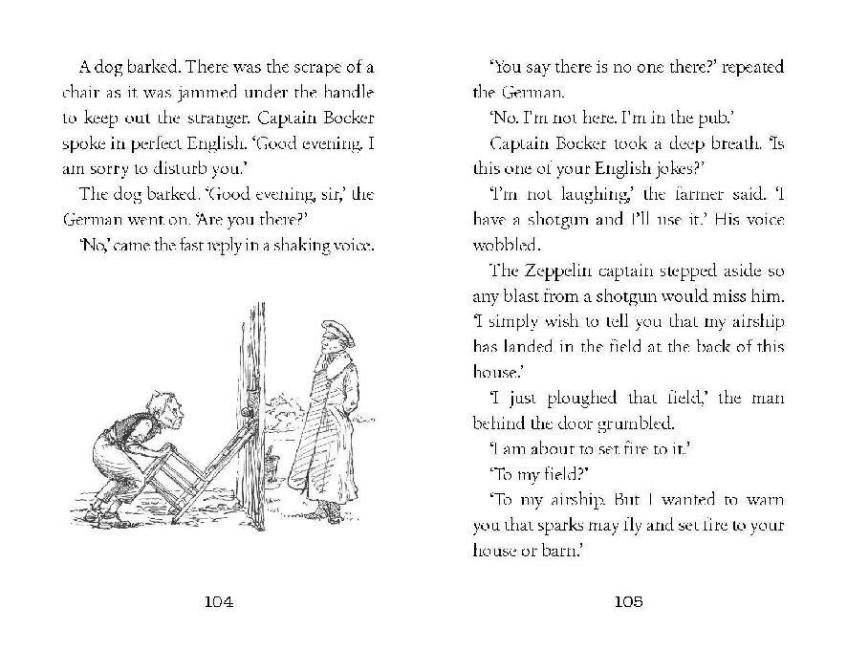 A dog barked. There was the scrape of a
chair as it was jammed under the handle
to keep out the stranger. Captain Bocker
spoke in perfect English. ‘Good evening. I
am sorry to disturb you.’
The dog barked. ‘Good evening, sir,’ the
German went on. ‘Are you there?’
‘No,’ came the fast reply in a shaking voice.
104
‘You say there is no one there?’ repeated
the German.
‘No. I’m not here. I’m in the pub.’
Captain Bocker took a deep breath. ‘Is
this one of your English jokes?’
‘I’m not laughing,’ the farmer said. ‘I
have a shotgun and I’ll use it.’ His voice
wobbled.
The Zeppelin captain stepped aside so
any blast from a shotgun would miss him.
‘I simply wish to tell you that my airship
has landed in the field at the back of this
house.’
‘I just ploughed that field,’ the man
behind the door grumbled.
‘I am about to set fire to it.’
‘To my field?’
‘To my airship. But I wanted to warn
you that sparks may fly and set fire to your
house or barn.’
105